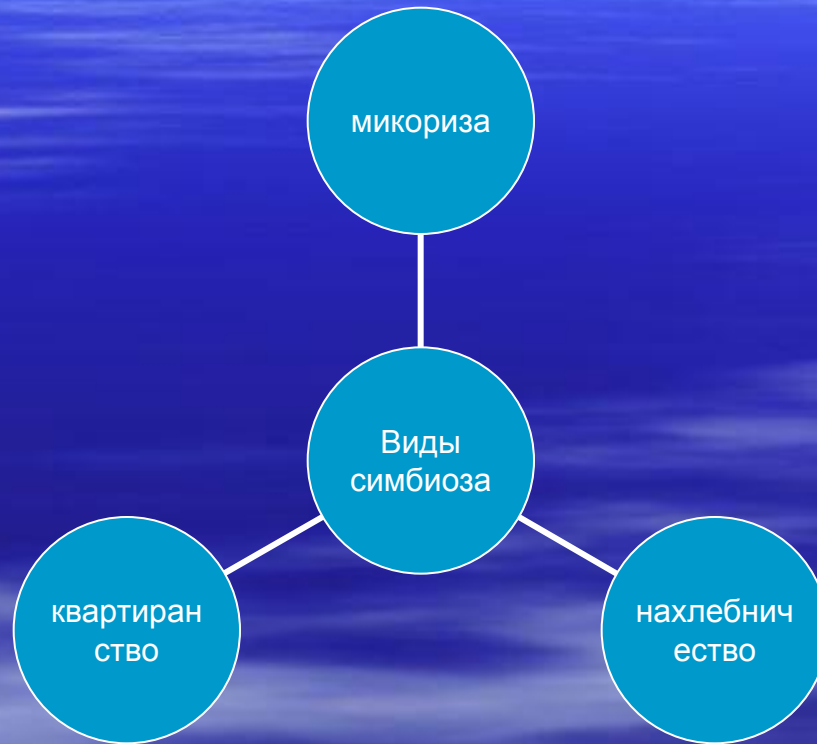 микориза
Виды
симбиоза
квартиран
ство
нахлебнич
ество